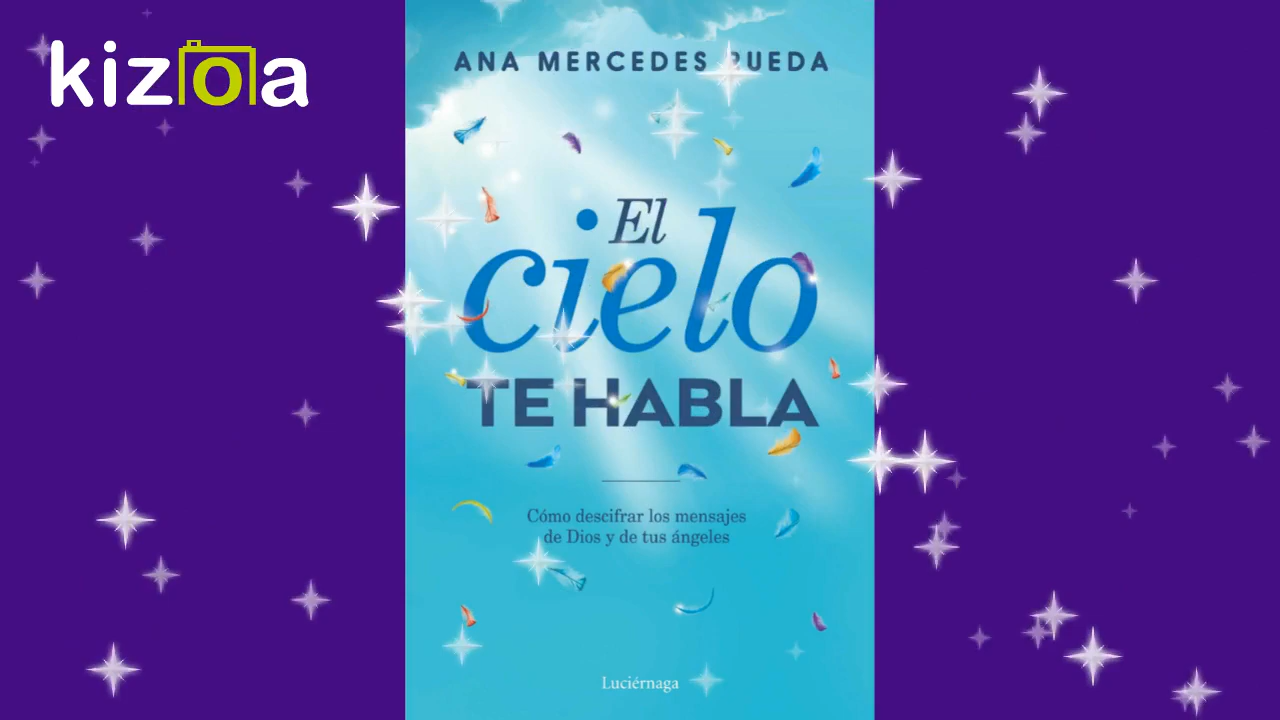 kizoa
ANA MERCEDES RUEDA
El
cielo
TE HABLA
Cómo descifrar los mensajes
de Dios y de tus ángeles
Luciérnaga